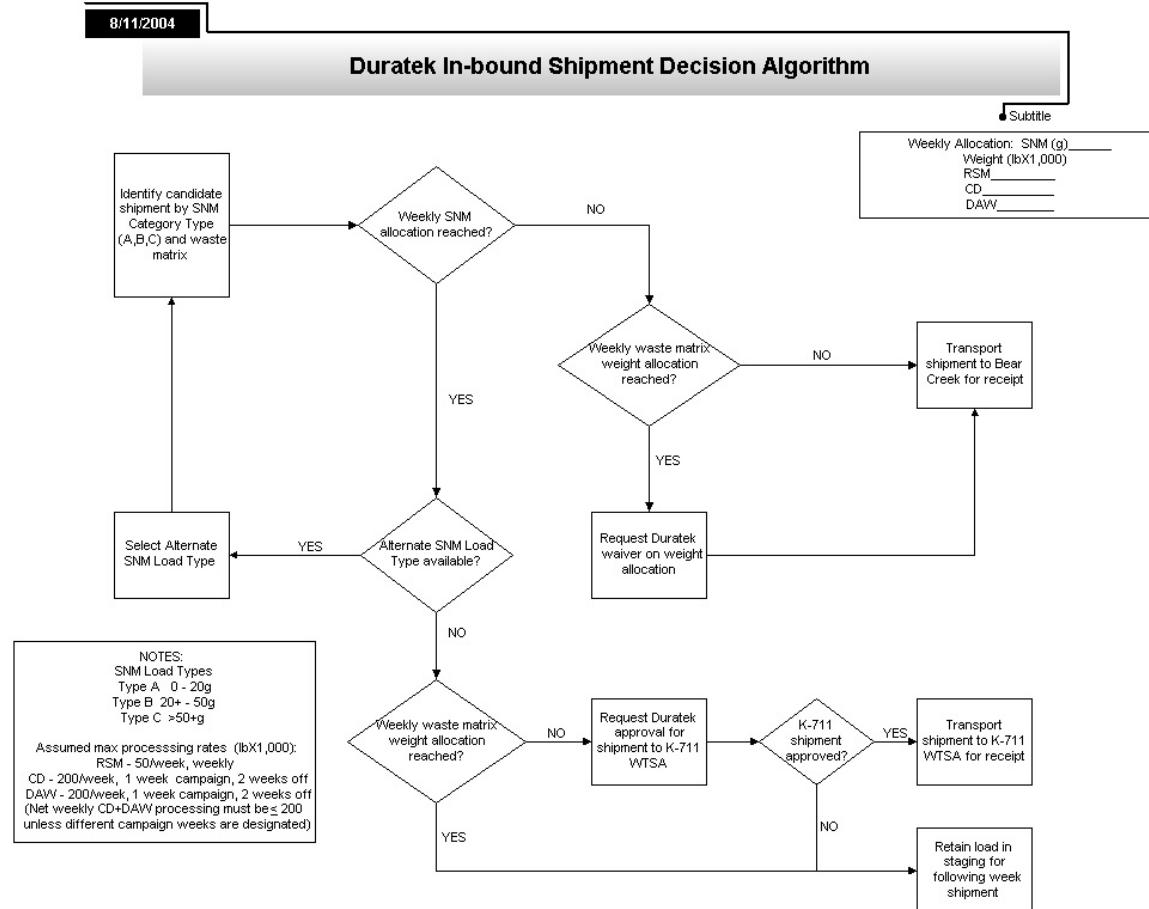 8/11/2004
Duratek In-bound Shipment Decision Algorithm
Subtitle
Weekly Allocation: SNM (g)_______
Weight (lbX1,000)
RSM__________
CD___________
DAW__________
Identify candidate
shipment by SNM
Category Type
(A,B,C) and waste
matrix
Weekly SNM
allocation reached?
NO
YES
Weekly waste matrix
weight allocation
reached?
NO
Transport
shipment to Bear
Creek for receipt
YES
Request Duratek
waiver on weight
allocation
Select Alternate
SNM Load Type
YES
Alternate SNM Load
Type available?
NO
NOTES:
SNM Load Types
Type A 0 - 20g
Type B 20+ - 50g
Type C >50+g
Assumed max processsing rates (lbX1,000):
RSM - 50/week, weekly
CD - 200/week, 1 week campaign, 2 weeks off
DAW - 200/week, 1 week campaign, 2 weeks off
(Net weekly CD+DAW processing must be ≤ 200
unless different campaign weeks are designated)
Weekly waste matrix
weight allocation
reached?
NO
Request Duratek
approval for
shipment to K-711
WTSA
K-711
shipment
approved?
YES
Transport
shipment to K-711
WTSA for receipt
YES
NO
Retain load in
staging for
following week
shipment